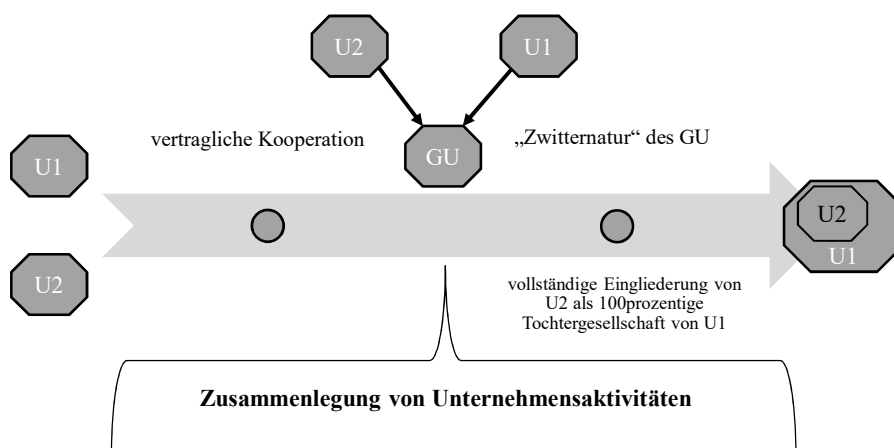 U2
U1
vertragliche Kooperation
GU
„Zwitternatur“ des GU
U1
U2
U2
U1
vollständige Eingliederung von
U2 als 100prozentige
Tochtergesellschaft von U1
Zusammenlegung von Unternehmensaktivitäten